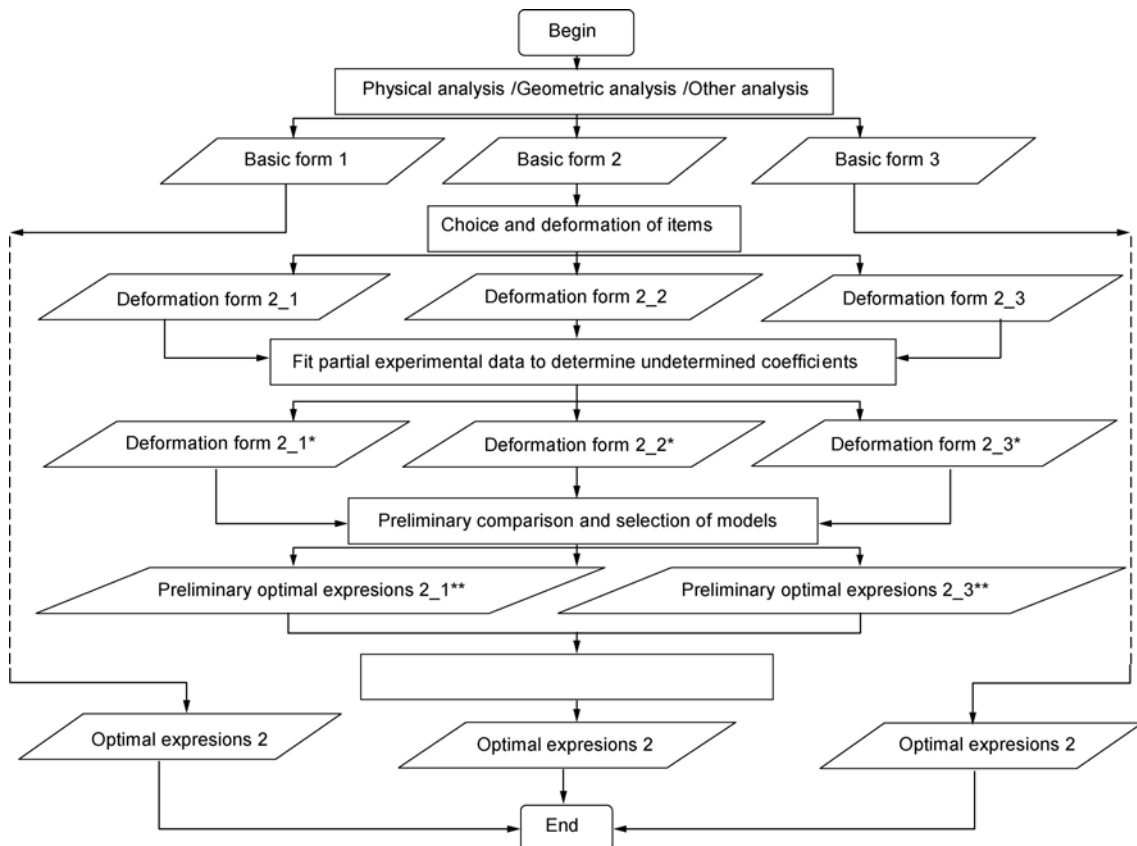 Begin
Physical analysis /Geometric analysis /Other analysis
Basic form 1
Basic form 2
Basic form 3
Choice and deformation of items
Deformation form 2_1
Deformation form 2_2
Deformation form 2_3
Fit partial experimental data to determine undetermined coefficients
Deformation form 2_1*
Deformation form 2_2*
Deformation form 2_3*
Preliminary comparison and selection of models
Preliminary optimal expresions 2_1**
Preliminary optimal expresions 2_3**
Optimal expresions 2
Optimal expresions 2
Optimal expresions 2
End